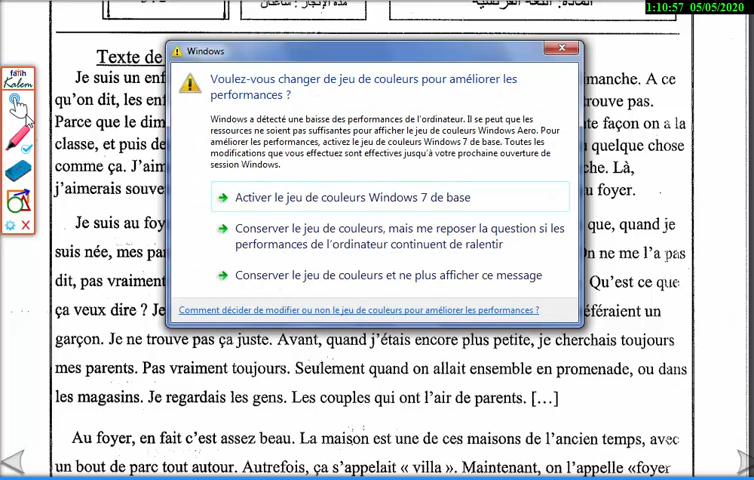 المادة: اللغة الفرنسية
مدة الإنجاز: ساعتان
1:10:57 05/05/2020
Texte de
Je suis un enf
manche. A ce
qu'on dit, les enf
rouve pas.
Parce que le dim
te façon on a la
classe, et puis de
quelque chose
comme ça. J'aim
che. Là,
j'aimerais souve
u foyer.
Je suis au foy
que, quand je
suis née, mes pa
On ne me l'a pas
dit, pas vraiment
Qu'est ce que
ça veux dire ? Je
éféraient un
garçon. Je ne trouve pas ça juste. Avant, quand j'étais encore plus petite, je cherchais toujours
mes parents. Pas vraiment toujours. Seulement quand on allait ensemble en promenade, ou dans
les magasins. Je regardais les gens. Les couples qui ont l'air de parents. […]
Au foyer, en fait c'est assez beau. La maison est une de ces maisons de l'ancien temps, avec
un bout de parc tout autour. Autrefois, ça s'appelait « villa ». Maintenant, on l'appelle «foyer
fatih
Kalem
Windows
Voulez-vous changer de jeu de couleurs pour améliorer les
performances ?
Windows a détecté une baisse des performances de l'ordinateur. Il se peut que les
ressources ne soient pas suffisantes pour afficher le jeu de couleurs Windows Aero. Pour
améliorer les performances, activez le jeu de couleurs Windows 7 de base. Toutes les
modifications que vous effectuez sont effectives jusqu'à votre prochaine ouverture de
session Windows.
Activer le jeu de couleurs Windows 7 de base
Conserver le jeu de couleurs, mais me reposer la question si les
performances de l'ordinateur continuent de ralentir
Conserver le jeu de couleurs et ne plus afficher ce message
Comment décider de modifier ou non le jeu de couleurs pour améliorer les performances ?